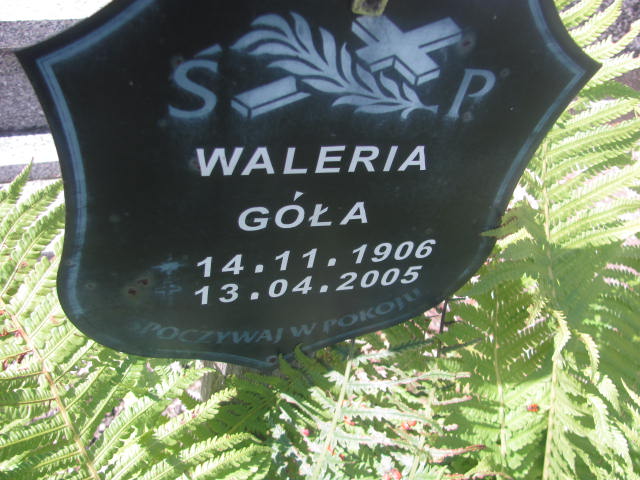 Ś P
WALERIA
GÓŁA
* 14.11.1906
13.04.2005
SPOCZYWAJ W POKOJU